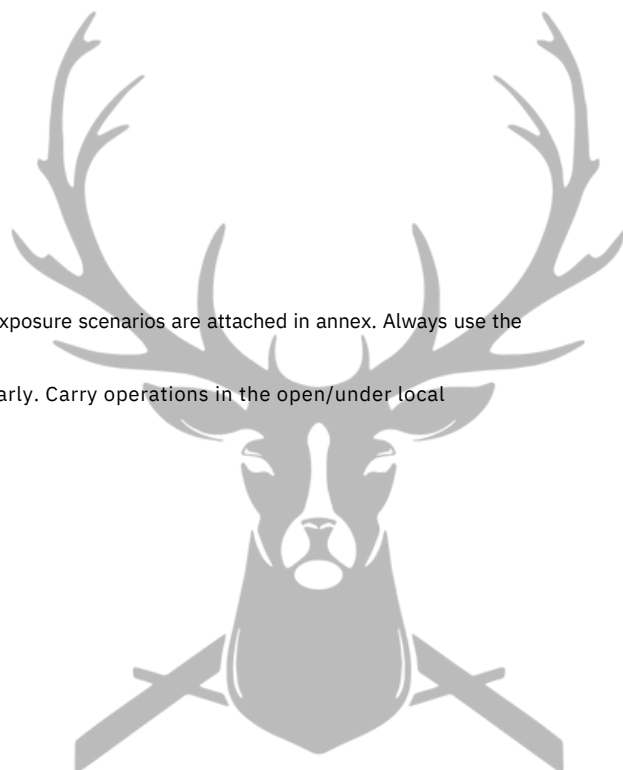 xposure scenarios are attached in annex. Always use the
arly. Carry operations in the open/under local